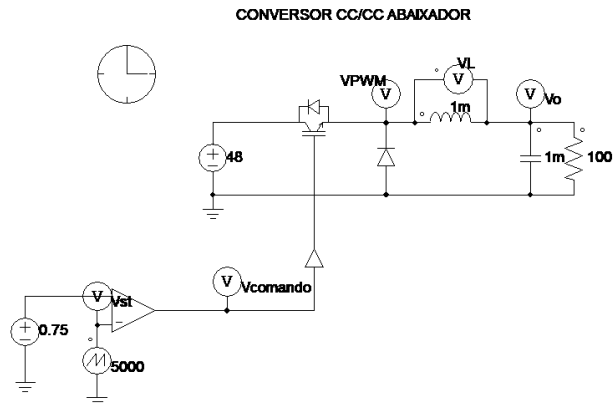 CONVERSOR CC/CC ABAIXADOR
VL
V
VPWM
V
1m
V
Vo
48
1m
100
V
Vcomando
V
Vst
0.75
5000